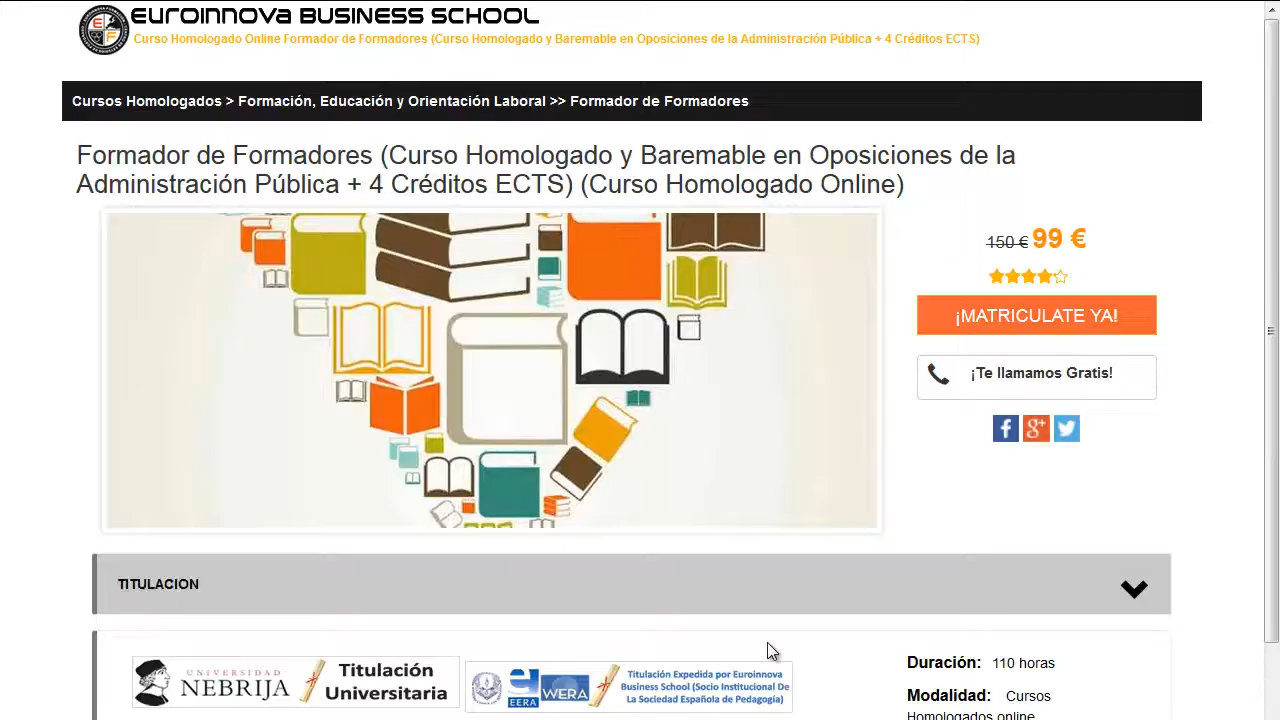 EUROINNOVA BUSINESS SCHOOL
Curso Homologado Online Formador de Formadores (Curso Homologado y Baremable en Oposiciones de la Administración Pública + 4 Créditos ECTS)
Cursos Homologados > Formación, Educación y Orientación Laboral >> Formador de Formadores
Formador de Formadores (Curso Homologado y Baremable en Oposiciones de la
Administración Pública + 4 Créditos ECTS) (Curso Homologado Online)
150 € 99 €
¡MATRICULATE YA!
¡Te llamamos Gratis!
TITULACION
UNIVERSIDAD
NEBRIJA
Titulación
Universitaria
EERA
WERA
Titulación Expedida por Euroinnova
Business School (Socio Institucional De
La Sociedad Española de Pedagogía)
Duración: 110 horas
Modalidad: Cursos
Homologados online